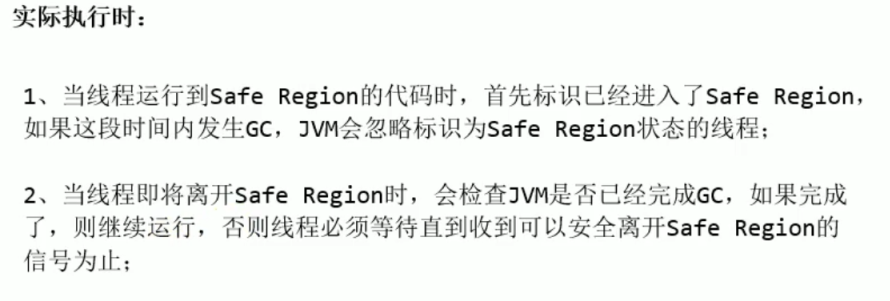 实际执行时：
1、当线程运行到Safe Region的代码时，首先标识已经进入了Safe Region，
如果这段时间内发生GC，JVM会忽略标识为Safe Region状态的线程；
2、当线程即将离开Safe Region时，会检查JVM是否已经完成GC，如果完成
了，则继续运行，否则线程必须等待直到收到可以安全离开Safe Region的
信号为止；